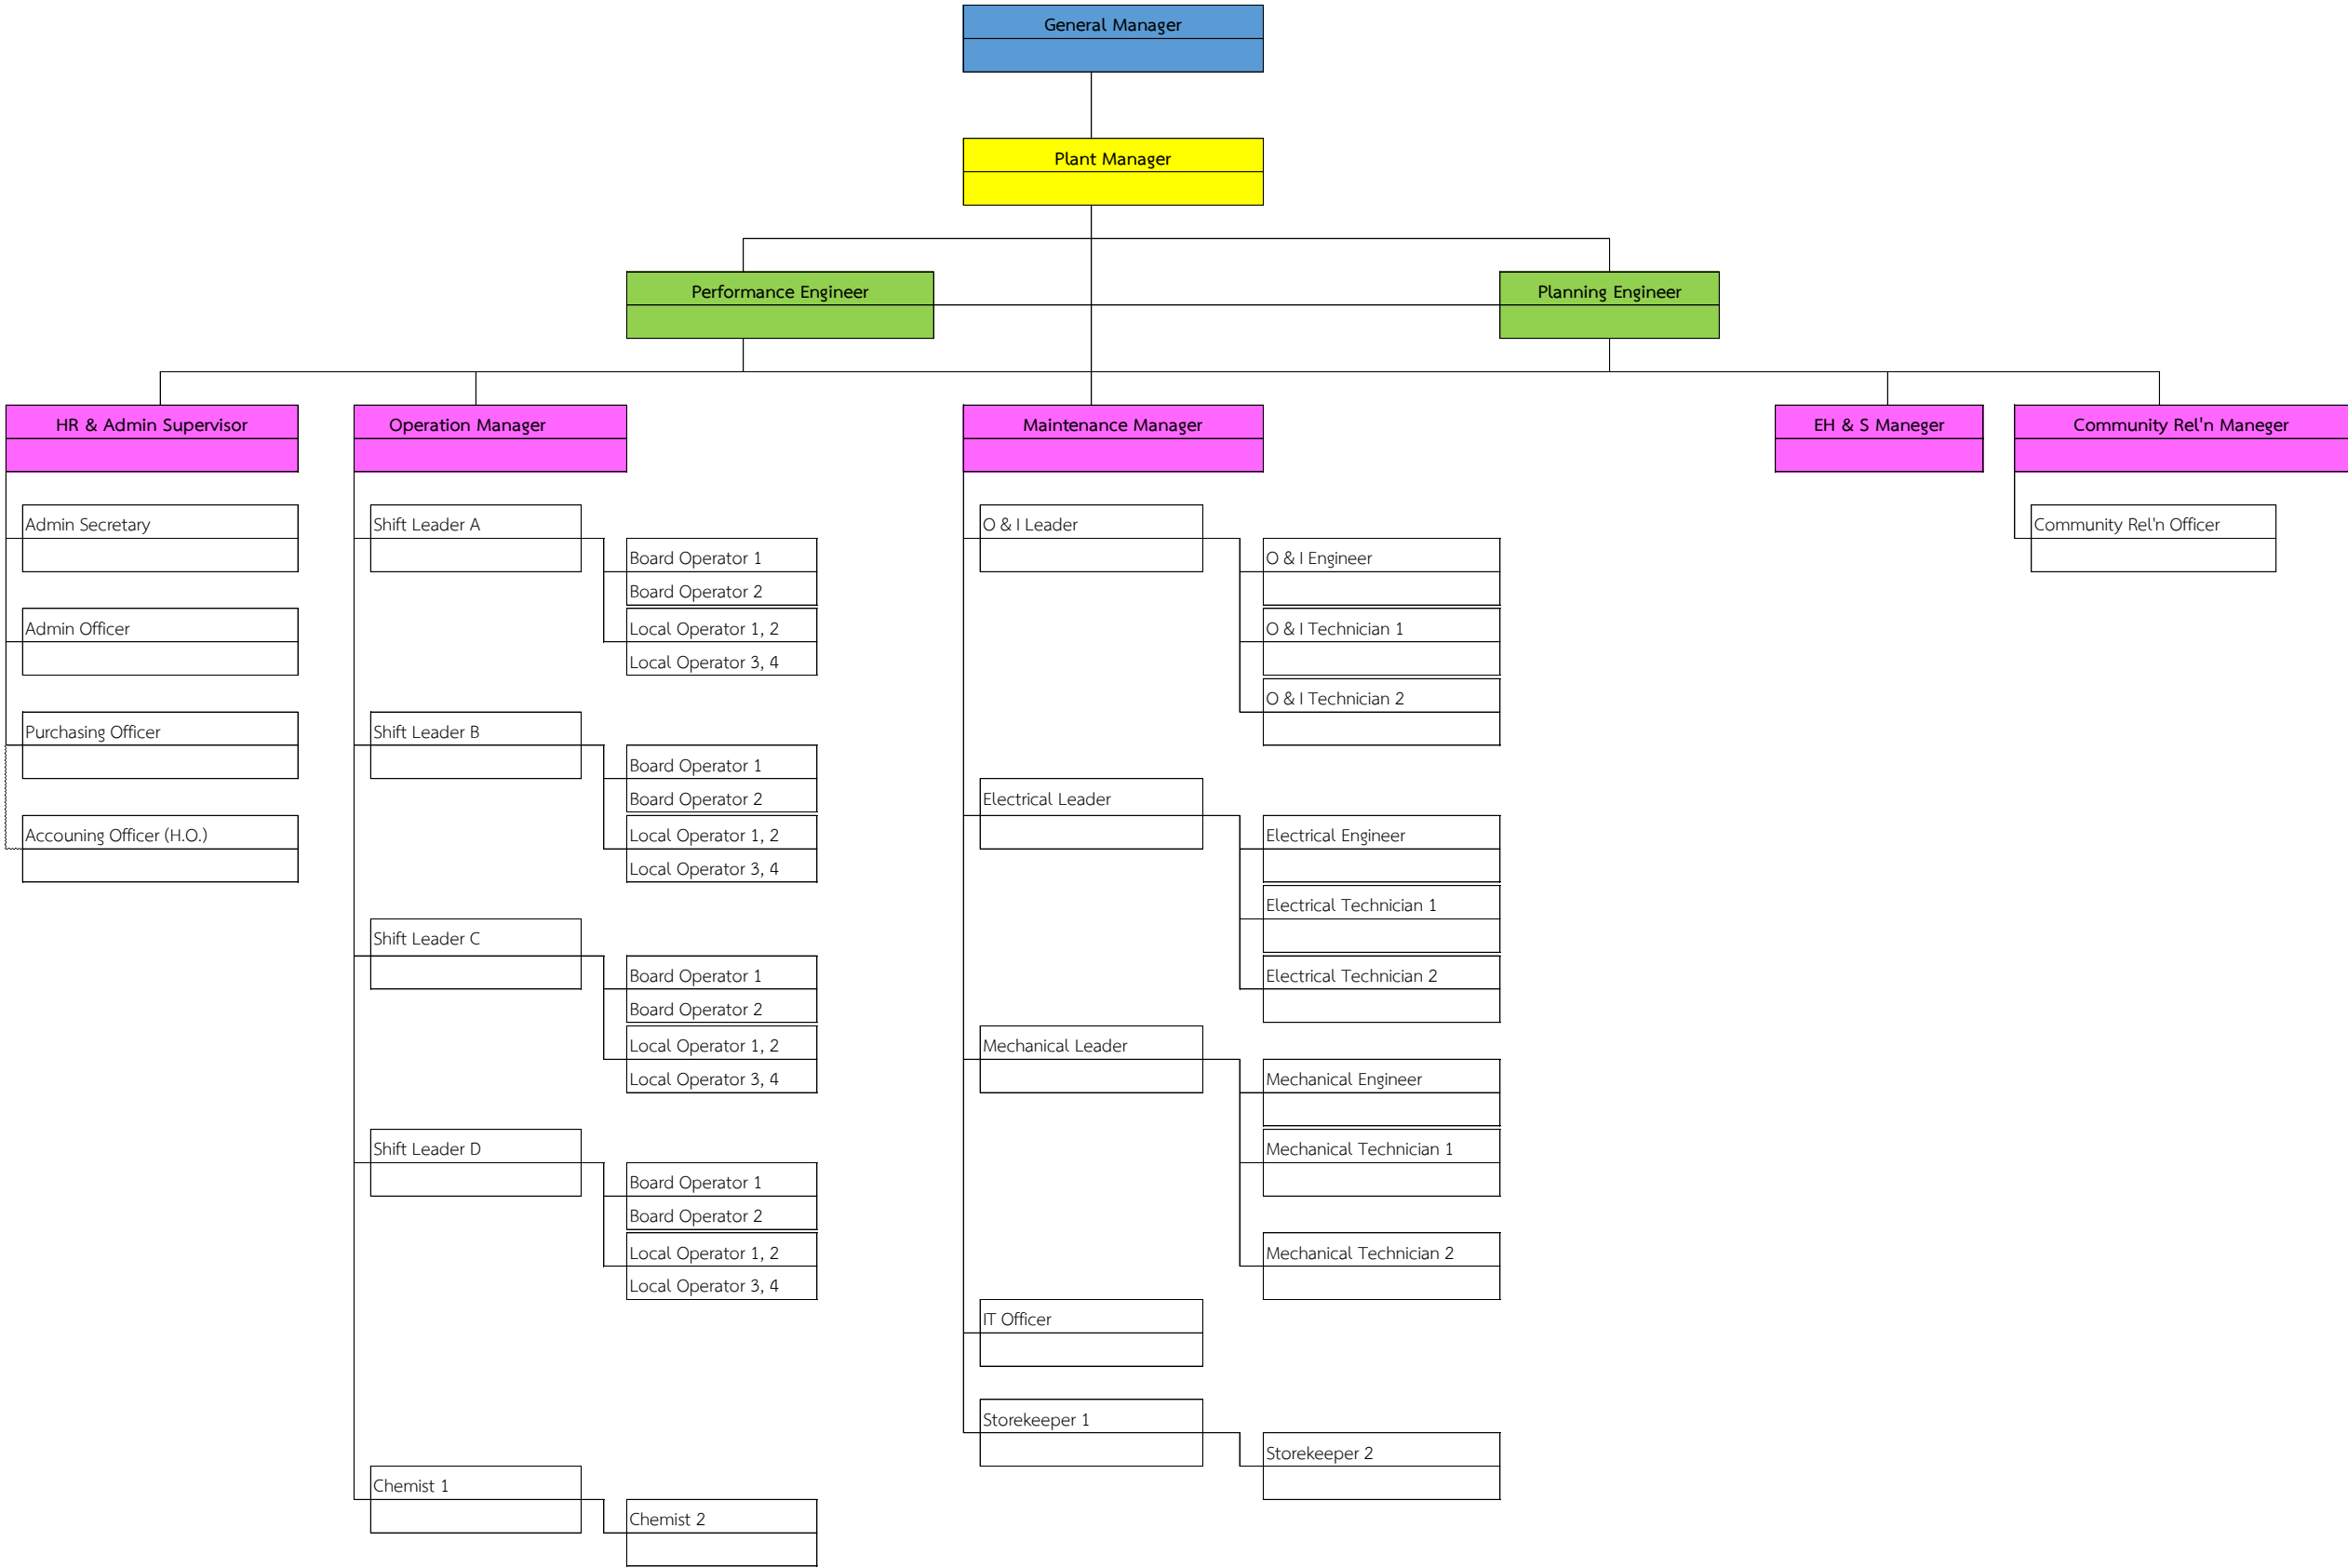 General Manager
Plant Manager
Performance Engineer
Planning Engineer
HR & Admin Supervisor
Operation Manager
Maintenance Manager
EH & S Maneger
Community Rel'n Maneger
Admin Secretary
Admin Officer
Purchasing Officer
Accouning Officer (H.O.)
Shift Leader A
Board Operator 1
Board Operator 2
Local Operator 1, 2
Local Operator 3, 4
Shift Leader B
Board Operator 1
Board Operator 2
Local Operator 1, 2
Local Operator 3, 4
Shift Leader C
Board Operator 1
Board Operator 2
Local Operator 1, 2
Local Operator 3, 4
Shift Leader D
Board Operator 1
Board Operator 2
Local Operator 1, 2
Local Operator 3, 4
Chemist 1
Chemist 2
O & I Leader
O & I Engineer
O & I Technician 1
O & I Technician 2
Electrical Leader
Electrical Engineer
Electrical Technician 1
Electrical Technician 2
Mechanical Leader
Mechanical Engineer
Mechanical Technician 1
Mechanical Technician 2
IT Officer
Storekeeper 1
Storekeeper 2
Community Rel'n Officer